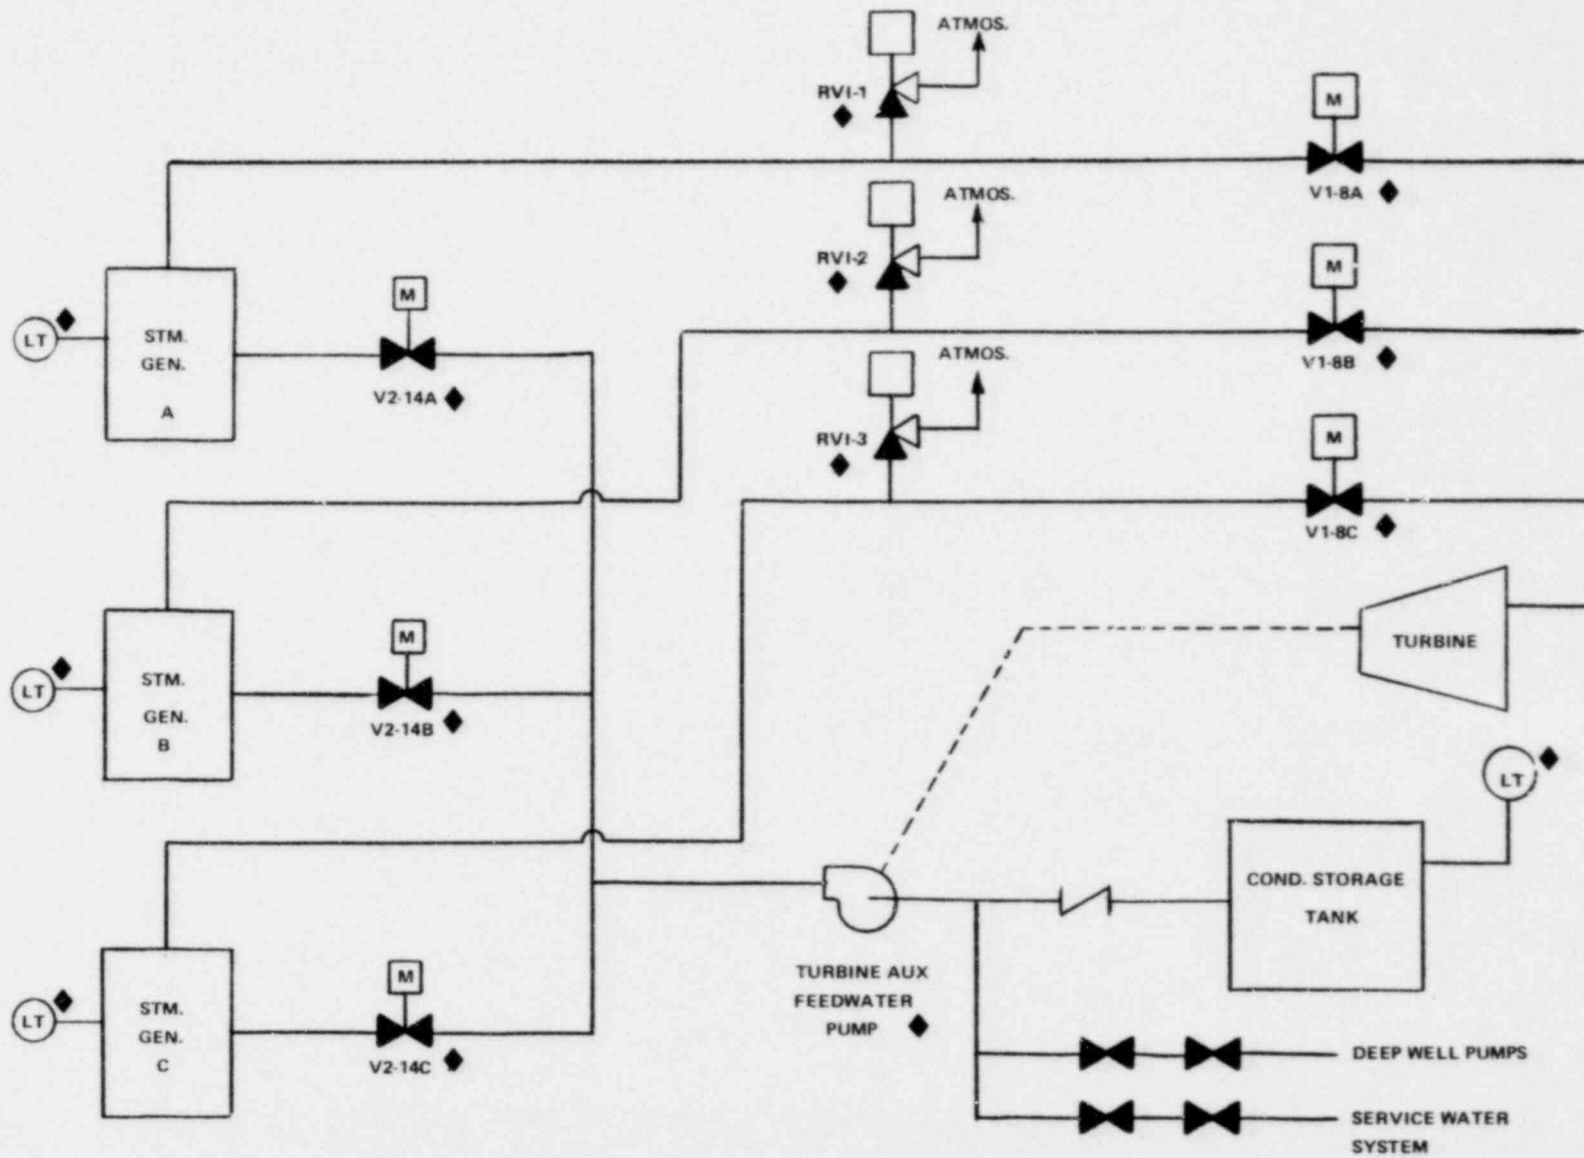 ATMOS.
RVI-1
M
V1-8A
ATMOS.
RVI-2
M
V1-8B
ATMOS.
RVI-3
M
V1-8C
LT
STM.
GEN.
A
M
V2-14A
LT
STM.
GEN.
B
M
V2-14B
TURBINE
LT
COND. STORAGE
TANK
LT
STM.
GEN.
C
M
V2-14C
TURBINE AUX
FEEDWATER
PUMP
DEEP WELL PUMPS
SERVICE WATER
SYSTEM